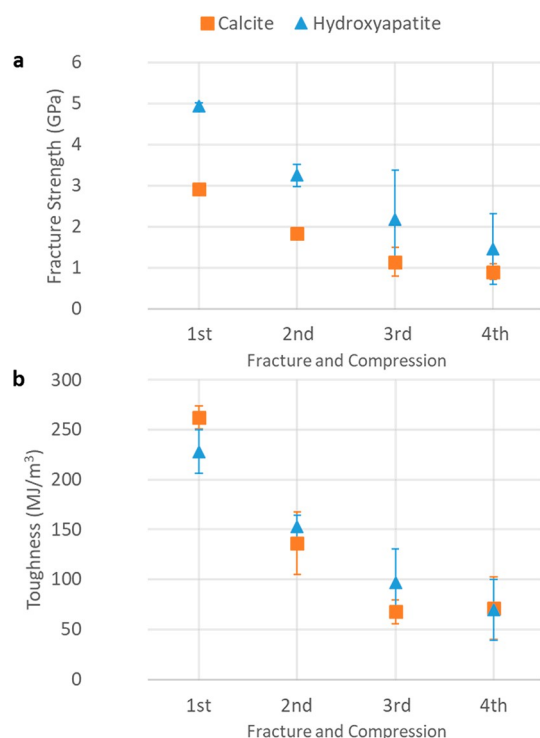 Calcite Hydroxyapatite
a
Fracture Strength (GPa)
6
5
4
3
2
1
0
1st 2nd 3rd 4th
Fracture and Compression
b
Toughness (MJ/m³)
300
250
200
150
100
50
0
1st 2nd 3rd 4th
Fracture and Compression